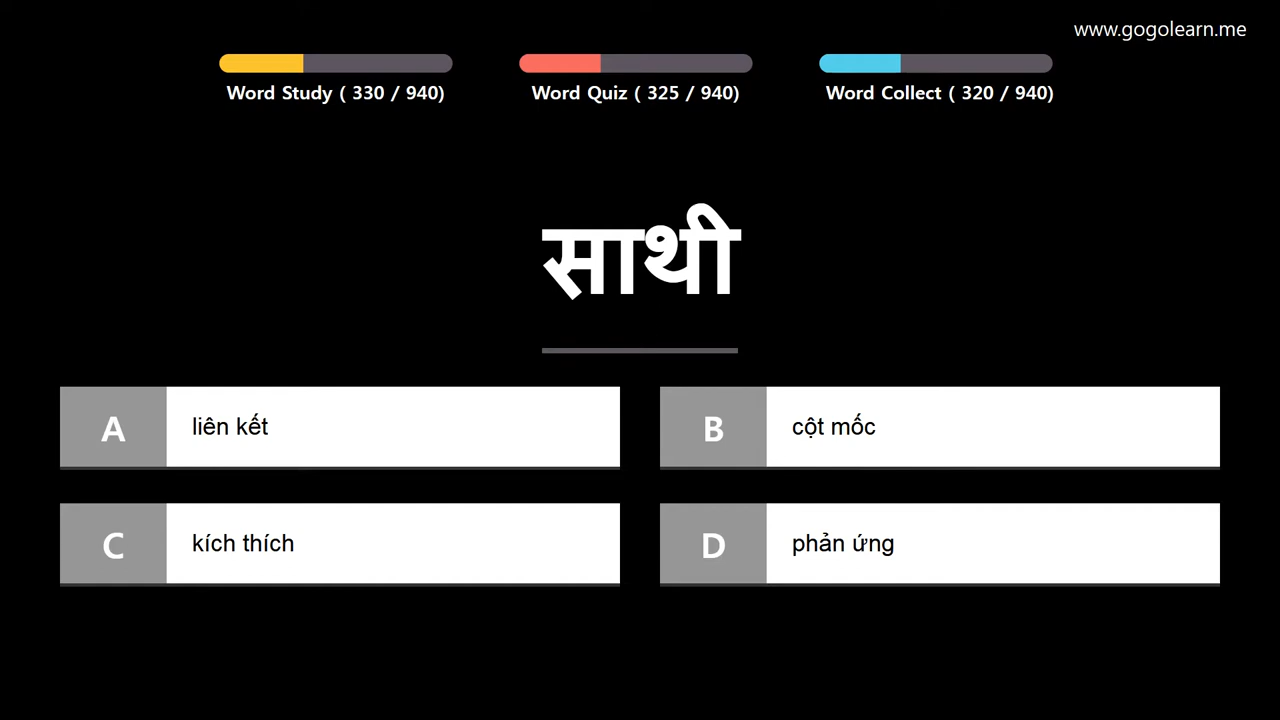 www.gogolearn.me
Word Study ( 330 / 940)
Word Quiz ( 325 / 940)
Word Collect ( 320 / 940)
साथी
A
liên kết
B
cột mốc
C
kích thích
D
phản ứng